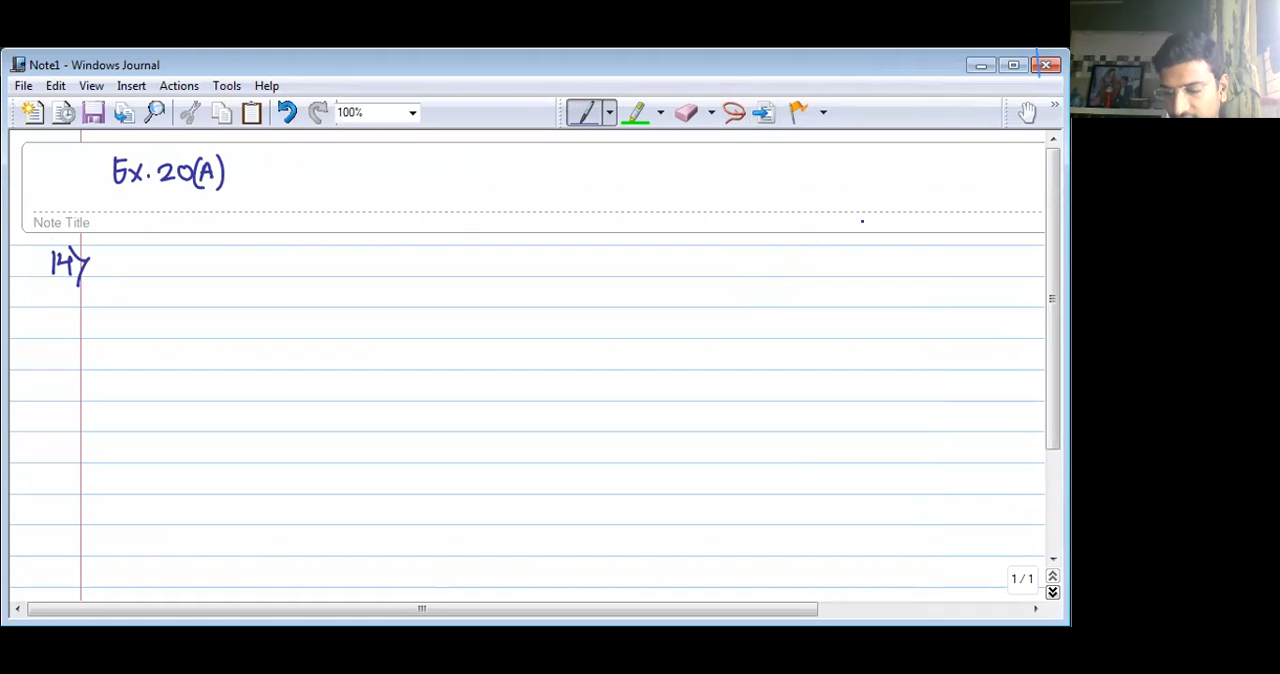 Note1 - Windows Journal
File Edit View Insert Actions Tools Help
100%
Ex. 20(A)
Note Title
14)
1 / 1